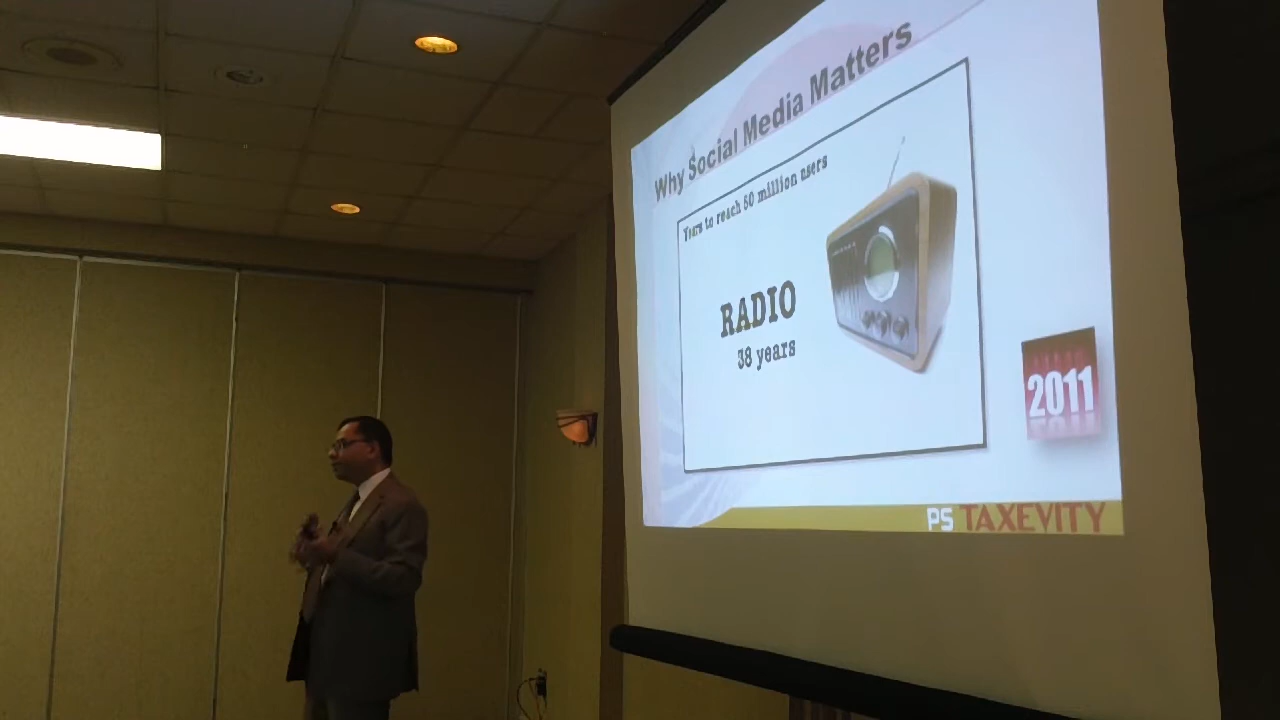 Why Social Media Matters
Years to reach 50 million users
RADIO
38 years
2011
PS TAXEVITY